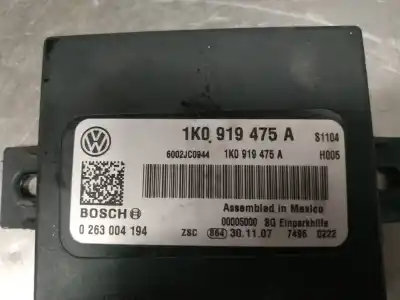 1K0 919 475 A S1104
6002JC0944 1K0 919 475 A H005
BOSCH
Assembled in Mexico
00005000 SG Einparkhilfe
0 263 004 194 ZSC 864 30.11.07 7496 0222